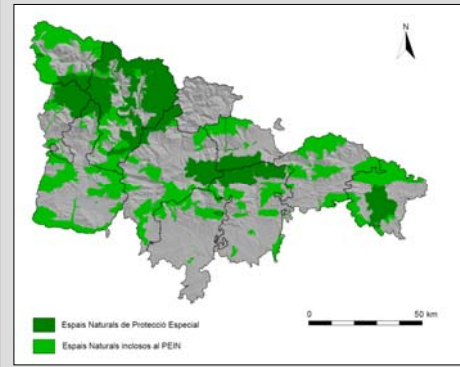 N
Espais Naturals de Protecció Especial
Espais Naturals inclosos al PEIN
0 50 km